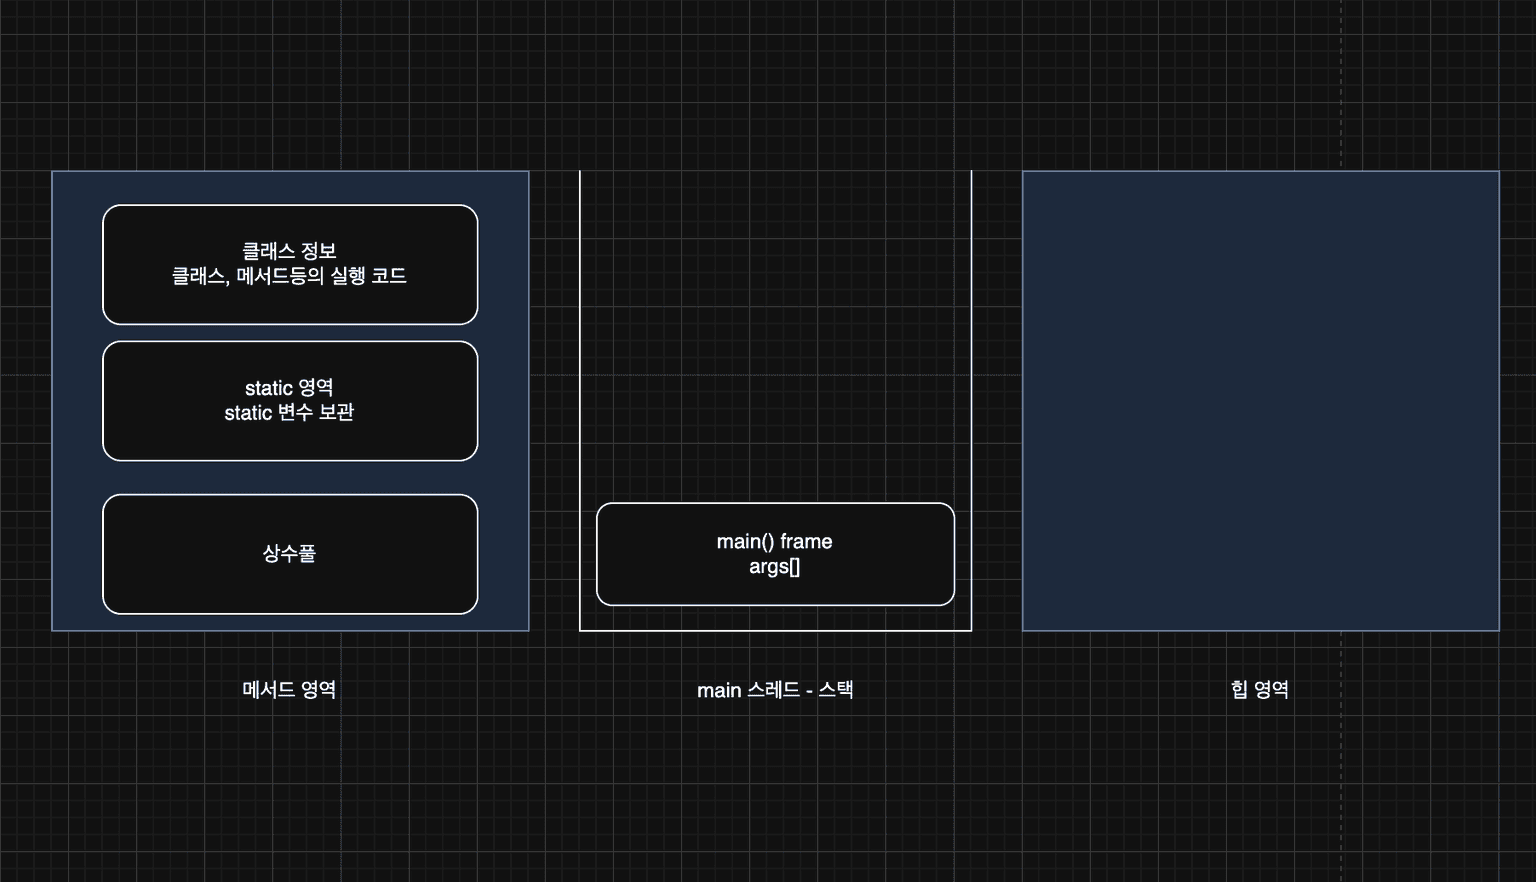 클래스 정보
클래스, 메서드등의 실행 코드
static 영역
static 변수 보관
상수풀
메서드 영역
main() frame
args[]
main 스레드 - 스택
힙 영역